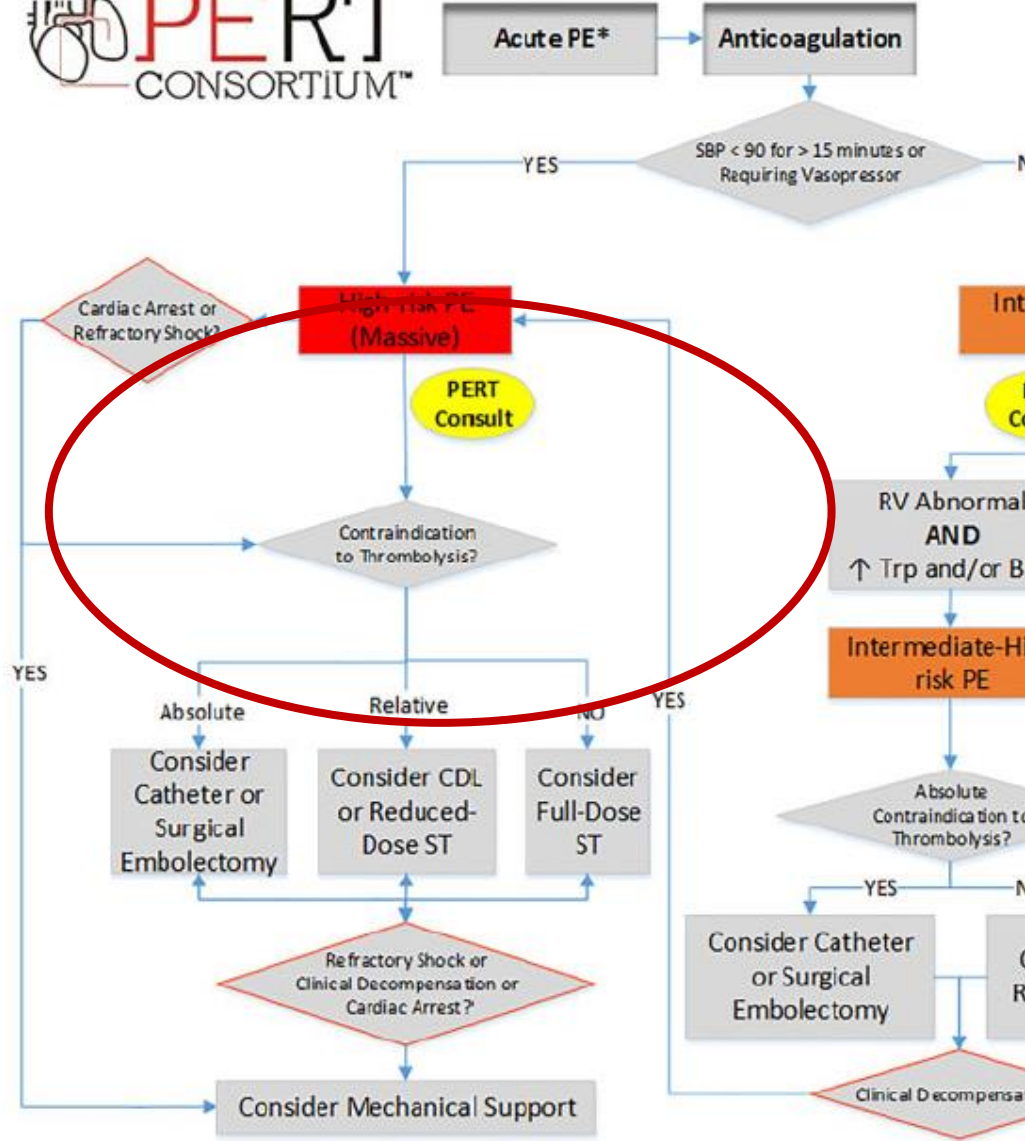 PERT
CONSORTiUM™
Acute PE*
Anticoagulation
SBP < 90 for > 15 minutes or
Requiring Vasopressor
YES
High-risk PE
(Massive)
Cardiac Arrest or
Refractory Shock?
PERT
Consult
Contraindication
to Thrombolysis?
RV Abnormal
AND
↑ Trp and/or B
Intermediate-Hi
risk PE
YES
YES
Absolute
Relative
NO
Consider
Catheter or
Surgical
Embolectomy
Consider CDL
or Reduced-
Dose ST
Consider
Full-Dose
ST
Absolute
Contraindication to
Thrombolysis?
YES
Refractory Shock or
Clinical Decompensation or
Cardiac Arrest?
Consider Catheter
or Surgical
Embolectomy
Consider Mechanical Support
Clinical Decompensa